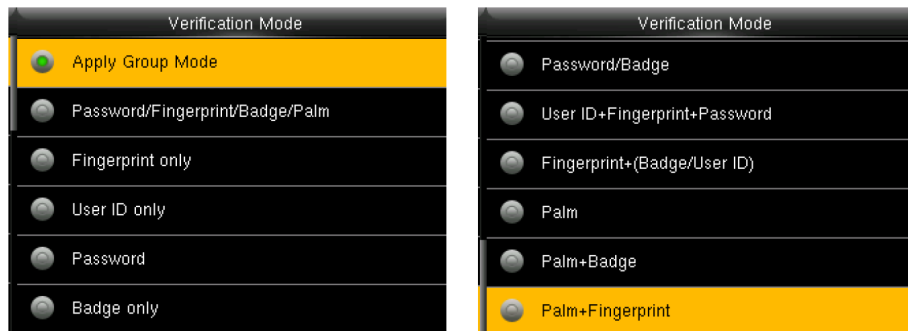 Verification Mode
Apply Group Mode
Password/Fingerprint/Badge/Palm
Fingerprint only
User ID only
Password
Badge only
Verification Mode
Password/Badge
User ID+Fingerprint+Password
Fingerprint+(Badge/User ID)
Palm
Palm+Badge
Palm+Fingerprint